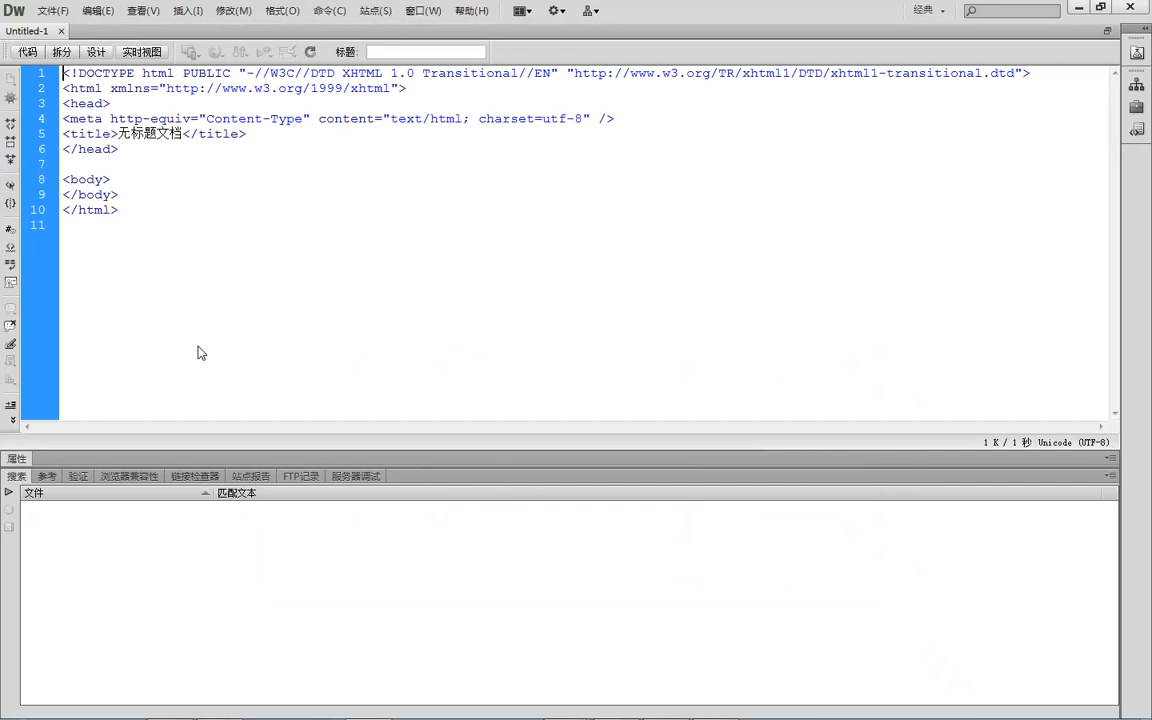 Dw 文件(F) 编辑(E) 查看(V) 插入(I) 修改(M) 格式(O) 命令(C) 站点(S) 窗口(W) 帮助(H) 经典
Untitled-1
代码 拆分 设计 实时视图 标题:
1 <!DOCTYPE html PUBLIC "-//W3C//DTD XHTML 1.0 Transitional//EN" "http://www.w3.org/TR/xhtml1/DTD/xhtml1-transitional.dtd">
2 <html xmlns="http://www.w3.org/1999/xhtml">
3 <head>
4 <meta http-equiv="Content-Type" content="text/html; charset=utf-8" />
5 <title>无标题文档</title>
6 </head>
7
8 <body>
9 </body>
10 </html>
11
1 K / 1 秒 Unicode (UTF-8)
属性
搜索 参考 验证 浏览器兼容性 链接检查器 站点报告 FTP记录 服务器调试
文件 匹配文本